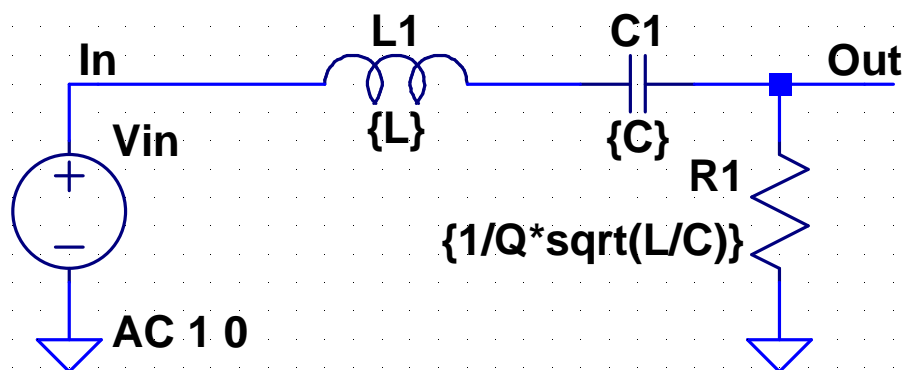 L1
C1
In
Out
{L}
{C}
Vin
+
R1
{1/Q*sqrt(L/C)}
−
AC 1 0